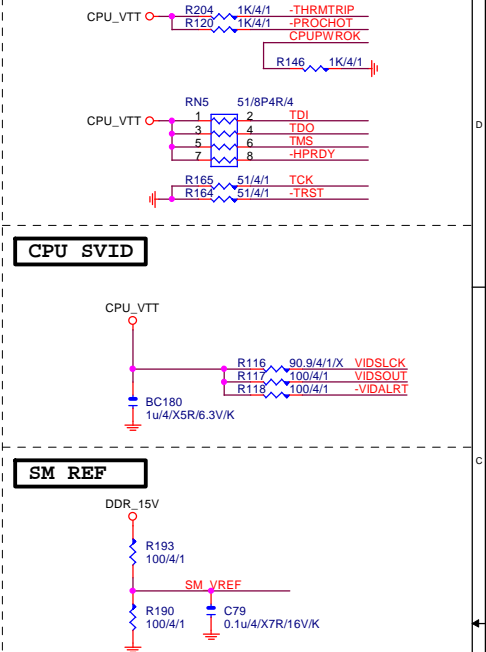 R204 1K/4/1 -THRMTRIP
CPU_VTT R120 1K/4/1 -PROCHOT
CPUPWROK
R146 1K/4/1
RN5 51/8P4R/4
CPU_VTT 1 2 TDI
3 4 TDO
5 6 TMS
7 8 -HPRDY
R165 51/4/1 TCK
R164 51/4/1 -TRST
D
CPU SVID
CPU_VTT
R116 90.9/4/1/X VIDSLCK
R117 100/4/1 VIDSOUT
R118 100/4/1 -VIDALRT
BC180
1u/4/X5R/6.3V/K
C
SM REF
DDR_15V
R193
100/4/1
SM_VREF
R190
100/4/1
C79
0.1u/4/X7R/16V/K